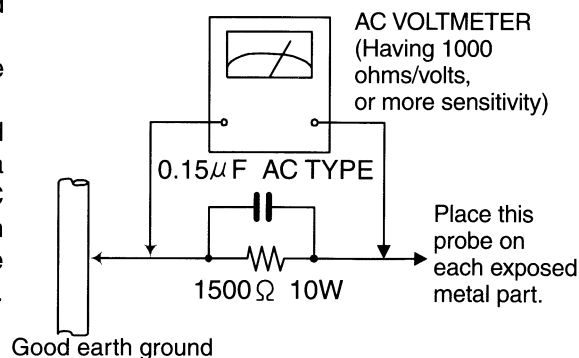 AC VOLTMETER
(Having 1000
ohms/volts,
or more sensitivity)
0.15μF AC TYPE
Place this
probe on
each exposed
metal part.
1500Ω 10W
Good earth ground